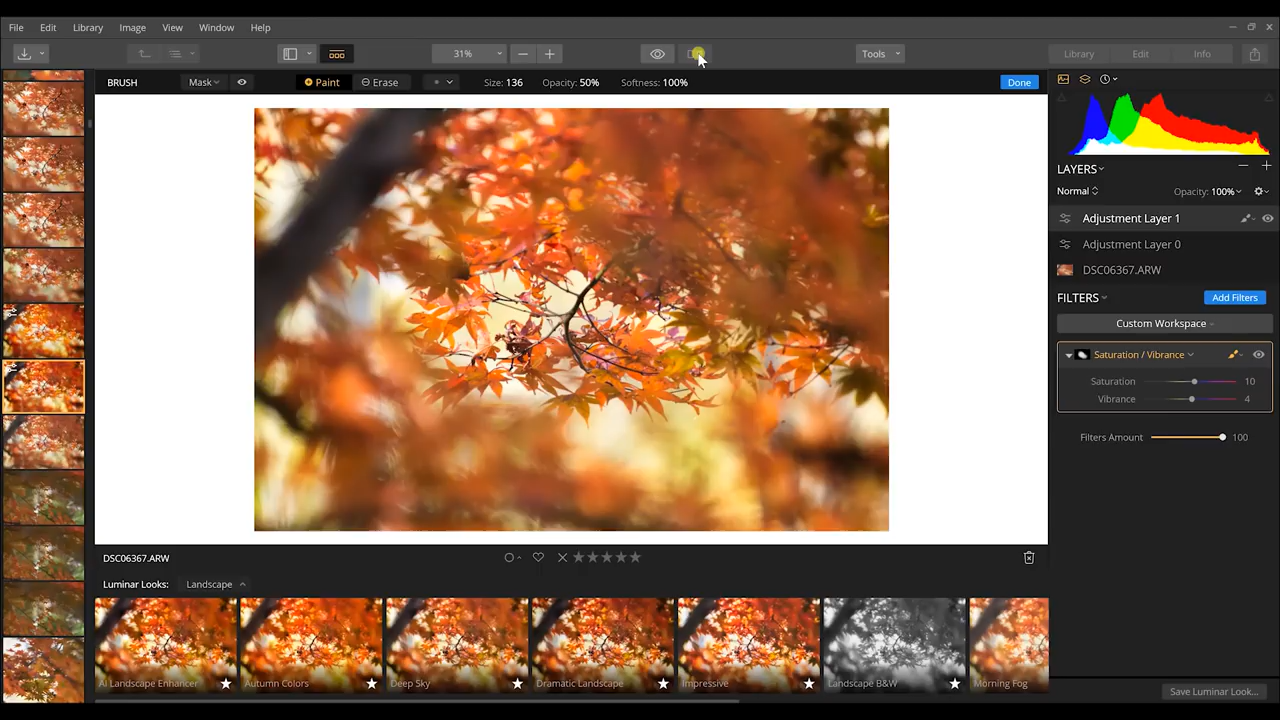 File Edit Library Image View Window Help
31% Tools Library Edit Info
BRUSH Mask Paint Erase Size: 136 Opacity: 50% Softness: 100% Done
LAYERS
Normal Opacity: 100%
Adjustment Layer 1
Adjustment Layer 0
DSC06367.ARW
FILTERS Add Filters
Custom Workspace
Saturation / Vibrance
Saturation 10
Vibrance 4
Filters Amount 100
DSC06367.ARW
Luminar Looks: Landscape
AI Landscape Enhancer Autumn Colors Deep Sky Dramatic Landscape Impressive Landscape B&W Morning Fog
Save Luminar Look...